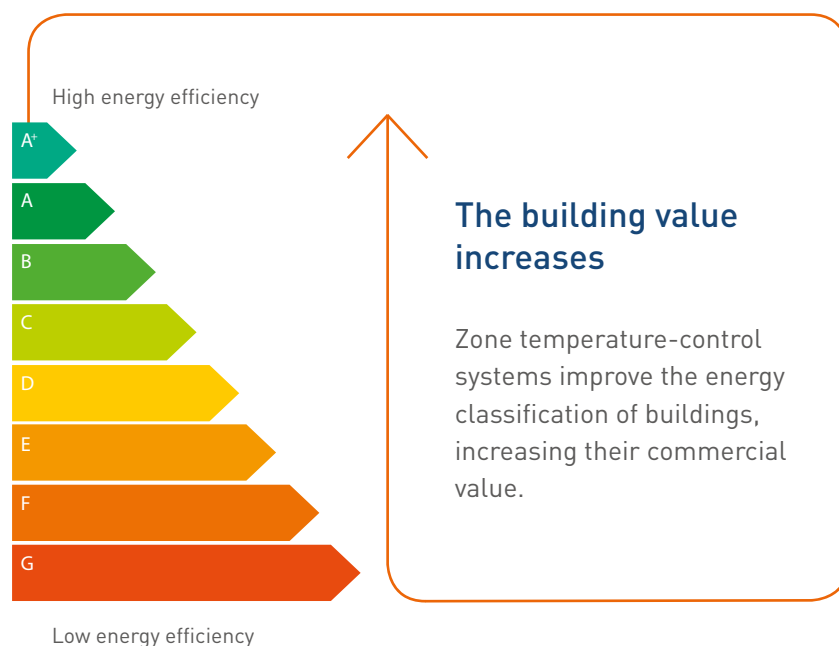 High energy efficiency
A+
A
B
C
D
E
F
G
Low energy efficiency
The building value
increases
Zone temperature-control
systems improve the energy
classification of buildings,
increasing their commercial
value.